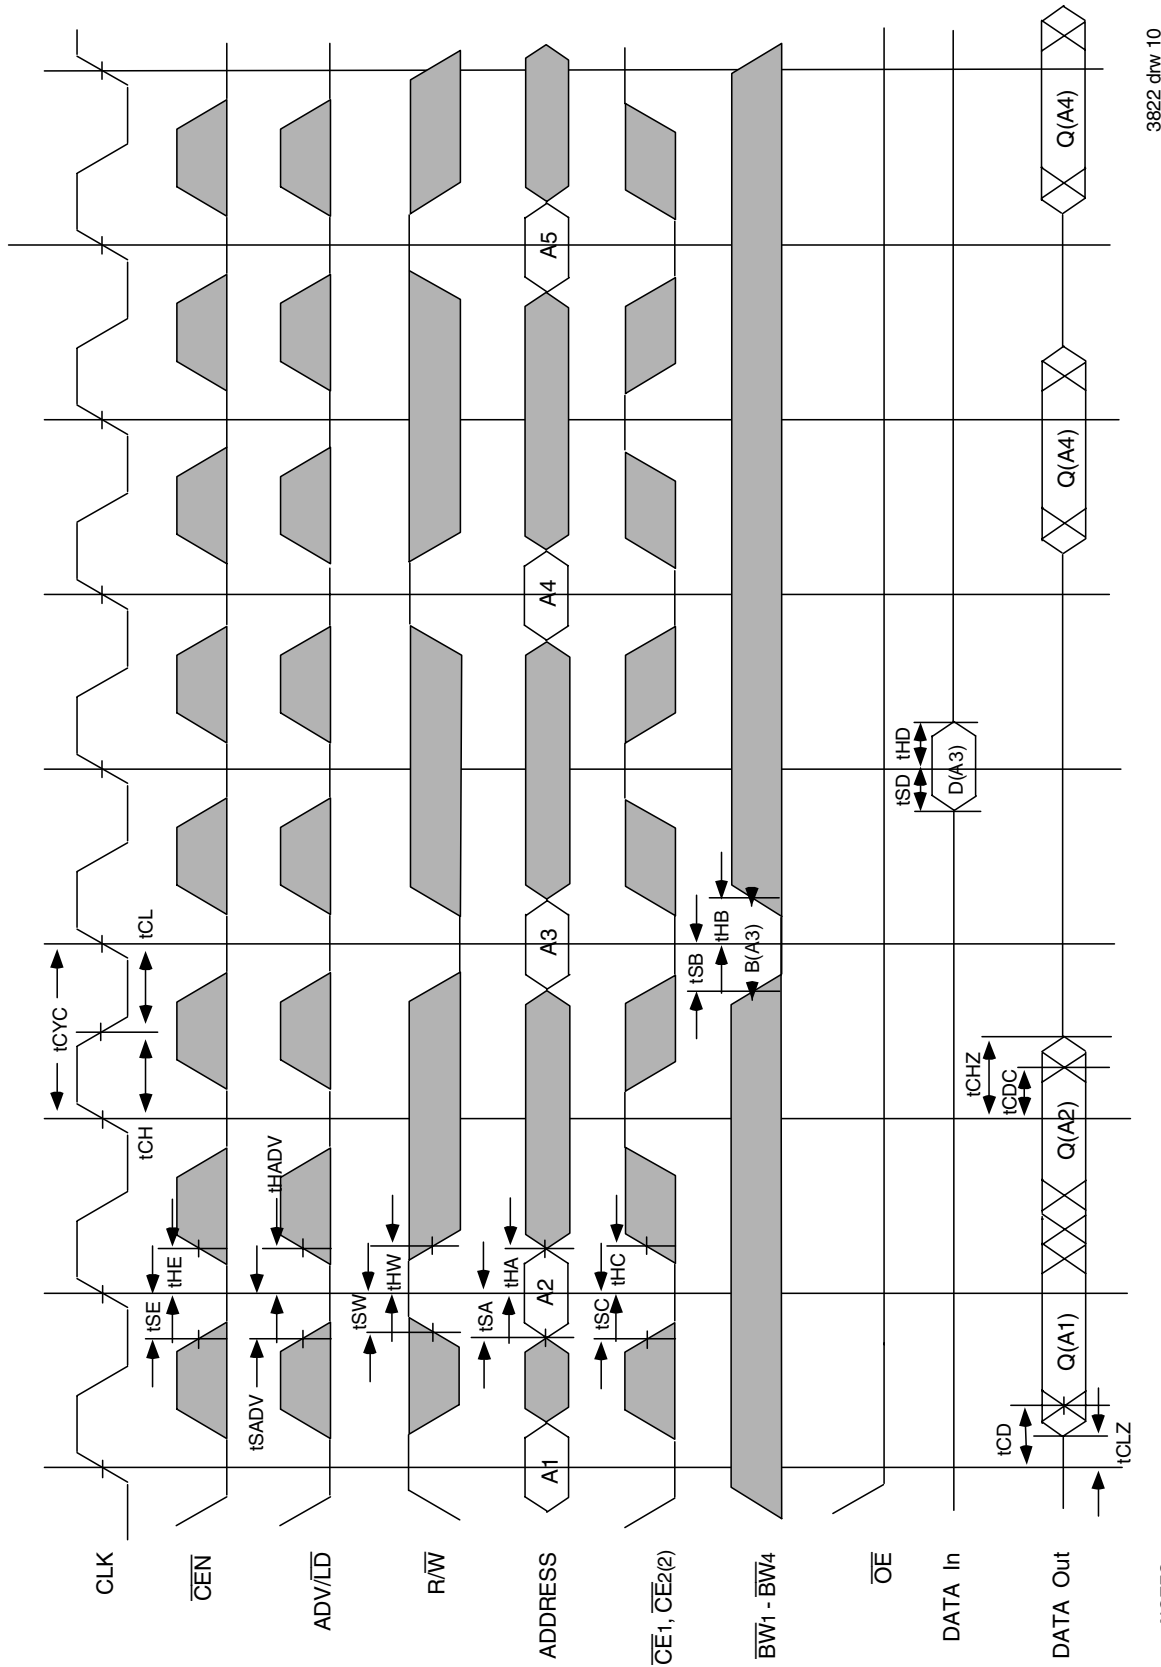 CLK
tCYC
tCH
tCL
CEN
tSE
tHE
ADV/LD
tSADV
tHADV
R/W
tSW
tHW
ADDRESS
A1
tSA
tHA
A2
A3
A4
A5
CE1, CE2(2)
tSC
tHC
BW1 - BW4
tSB
tHB
B(A3)
OE
DATA In
tSD
tHD
D(A3)
DATA Out
tCD
tCLZ
Q(A1)
Q(A2)
tCHZ
tCDC
Q(A4)
Q(A4)
3822 drw 10